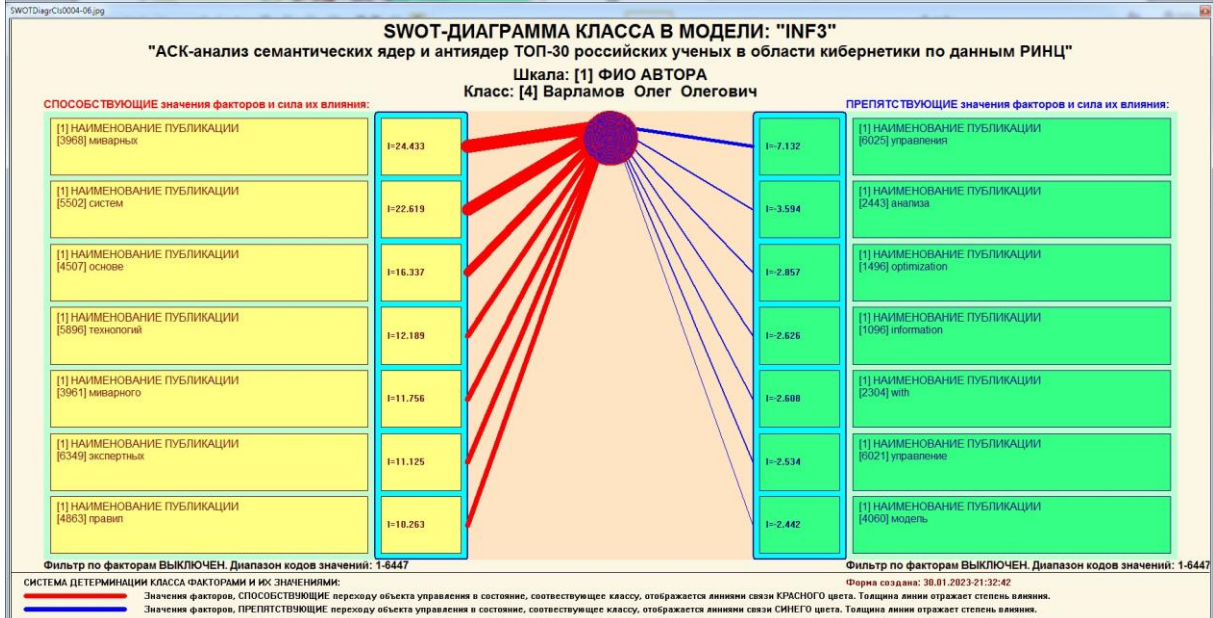 SWOTDiagrCls0004-06.jpg
SWOT-ДИАГРАММА КЛАССА В МОДЕЛИ: "INF3"
"АСК-анализ семантических ядер и антиядер ТОП-30 российских ученых в области кибернетики по данным РИНЦ"
Шкала: [1] ФИО АВТОРА
Класс: [4] Варламов Олег Олегович
СПОСОБСТВУЮЩИЕ значения факторов и сила их влияния:
ПРЕПЯТСТВУЮЩИЕ значения факторов и сила их влияния:
[1] НАИМЕНОВАНИЕ ПУБЛИКАЦИИ
[3968] миварных
I=24.433
I=-7.132
[1] НАИМЕНОВАНИЕ ПУБЛИКАЦИИ
[6025] управления
[1] НАИМЕНОВАНИЕ ПУБЛИКАЦИИ
[5502] систем
I=22.619
I=-3.594
[1] НАИМЕНОВАНИЕ ПУБЛИКАЦИИ
[2443] анализа
[1] НАИМЕНОВАНИЕ ПУБЛИКАЦИИ
[4507] основе
I=16.337
I=-2.857
[1] НАИМЕНОВАНИЕ ПУБЛИКАЦИИ
[1496] optimization
[1] НАИМЕНОВАНИЕ ПУБЛИКАЦИИ
[5896] технологий
I=12.189
I=-2.626
[1] НАИМЕНОВАНИЕ ПУБЛИКАЦИИ
[1096] information
[1] НАИМЕНОВАНИЕ ПУБЛИКАЦИИ
[3961] миварного
I=11.756
I=-2.608
[1] НАИМЕНОВАНИЕ ПУБЛИКАЦИИ
[2304] with
[1] НАИМЕНОВАНИЕ ПУБЛИКАЦИИ
[6349] экспертных
I=11.125
I=-2.534
[1] НАИМЕНОВАНИЕ ПУБЛИКАЦИИ
[6021] управление
[1] НАИМЕНОВАНИЕ ПУБЛИКАЦИИ
[4863] правил
I=10.263
I=-2.442
[1] НАИМЕНОВАНИЕ ПУБЛИКАЦИИ
[4060] модель
Фильтр по факторам ВЫКЛЮЧЕН. Диапазон кодов значений: 1-6447
Фильтр по факторам ВЫКЛЮЧЕН. Диапазон кодов значений: 1-6447
СИСТЕМА ДЕТЕРМИНАЦИИ КЛАССА ФАКТОРАМИ И ИХ ЗНАЧЕНИЯМИ:
Форма создана: 30.01.2023-21:32:42
Значения факторов, СПОСОБСТВУЮЩИЕ переходу объекта управления в состояние, соотвествующее классу, отображается линиями связи КРАСНОГО цвета. Толщина линии отражает степень влияния.
Значения факторов, ПРЕПЯТСТВУЮЩИЕ переходу объекта управления в состояние, соотвествующее классу, отображается линиями связи СИНЕГО цвета. Толщина линии отражает степень влияния.